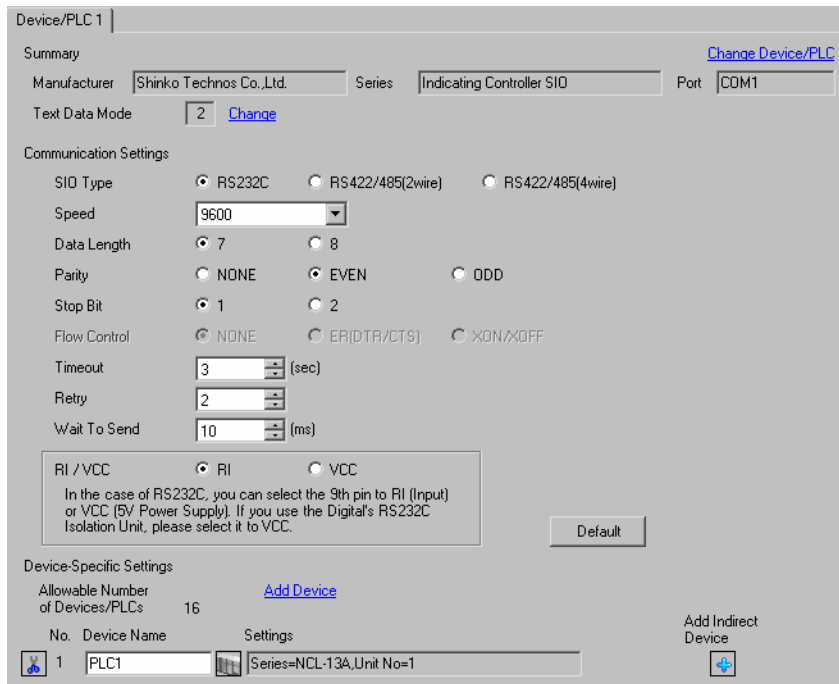 Device/PLC 1
Summary
Change Device/PLC
Manufacturer Shinko Technos Co.,Ltd. Series Indicating Controller SIO Port COM1
Text Data Mode 2 Change
Communication Settings
SIO Type RS232C RS422/485(2wire) RS422/485(4wire)
Speed 9600
Data Length 7 8
Parity NONE EVEN ODD
Stop Bit 1 2
Flow Control NONE ER(DTR/CTS) XON/XOFF
Timeout 3 (sec)
Retry 2
Wait To Send 10 (ms)
RI / VCC RI VCC
In the case of RS232C, you can select the 9th pin to RI (Input)
or VCC (5V Power Supply). If you use the Digital's RS232C
Isolation Unit, please select it to VCC.
Default
Device-Specific Settings
Allowable Number
of Devices/PLCs 16
Add Device
Add Indirect
Device
No. Device Name Settings
1 PLC1 Series=NCL-13A,Unit No=1